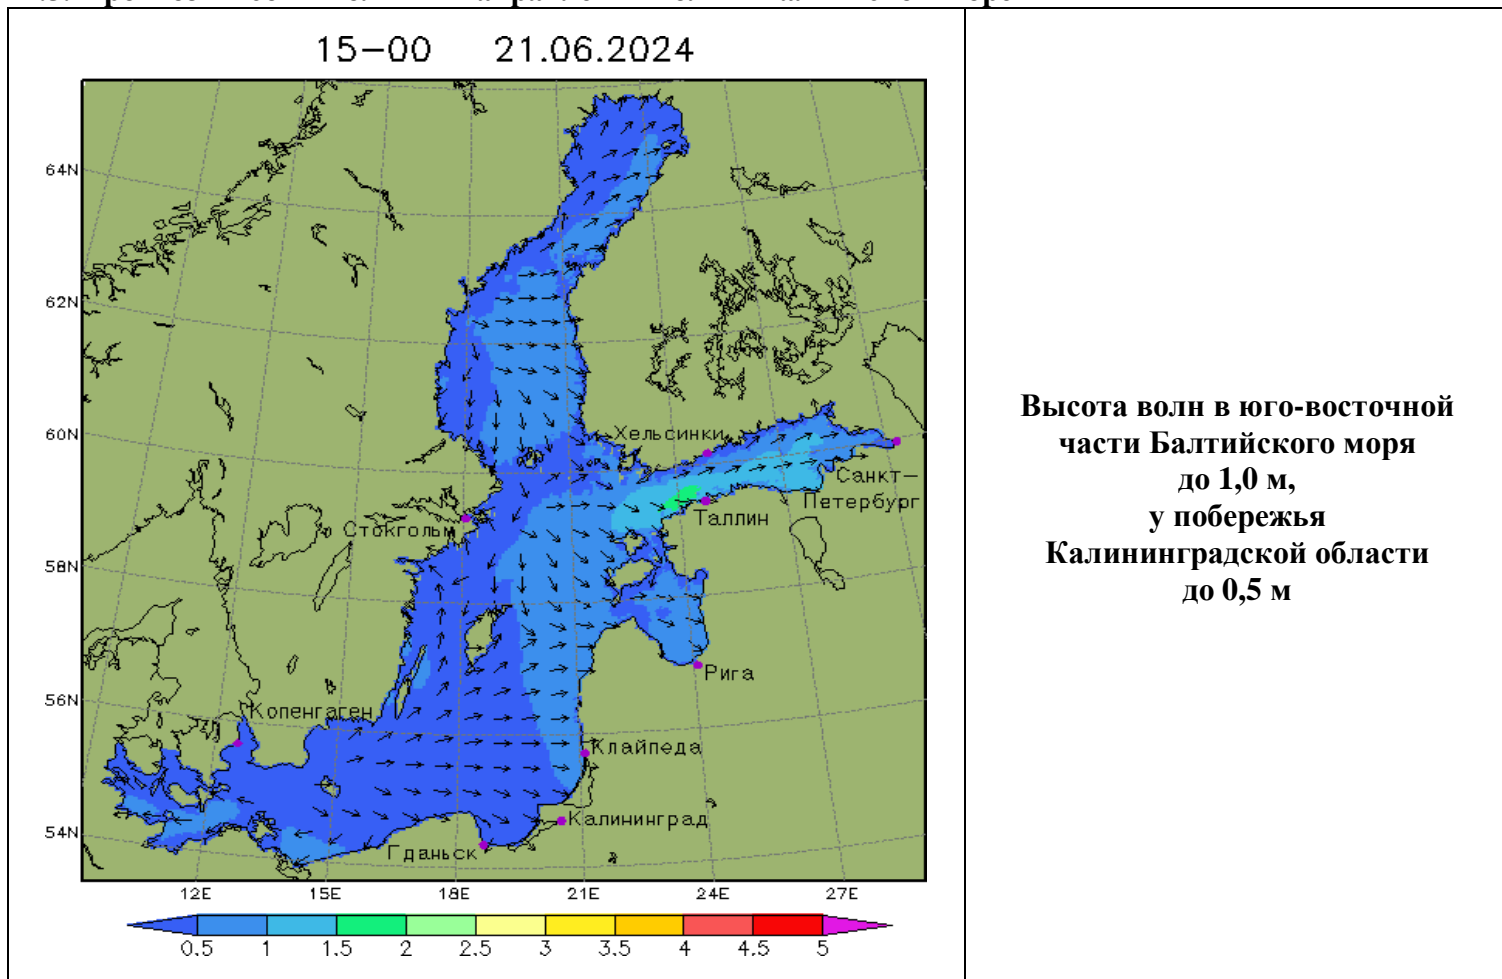 15-00 21.06.2024
64N
62N
60N
58N
56N
54N
Хельсинки
Санкт-
Петербург
Таллин
Стокгольм
Рига
Копенгаген
Клайпеда
Калининград
Гданьск
12E 15E 18E 21E 24E 27E
0.5 1 1.5 2 2.5 3 3.5 4 4.5 5
Высота волн в юго-восточной
части Балтийского моря
до 1,0 м,
у побережья
Калининградской области
до 0,5 м